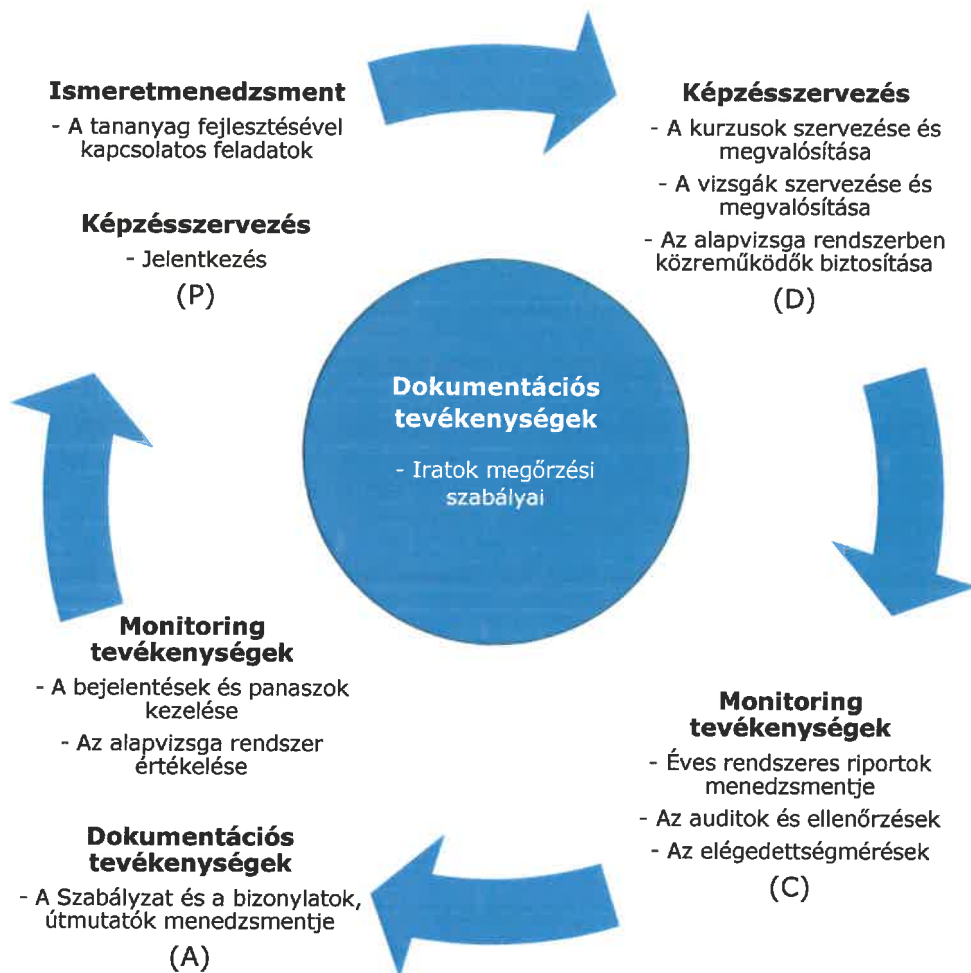 Ismeretmenedzsment
- A tananyag fejlesztésével
kapcsolatos feladatok
Képzésszervezés
- Jelentkezés
(P)
Képzésszervezés
- A kurzusok szervezése és
megvalósítása
- A vizsgák szervezése és
megvalósítása
- Az alapvizsga rendszerben
közreműködők biztosítása
(D)
Dokumentációs
tevékenységek
- Iratok megőrzési
szabályai
Monitoring
tevékenységek
- Éves rendszeres riportok
menedzsmentje
- Az auditok és ellenőrzések
- Az elégedettségmérések
(C)
Monitoring
tevékenységek
- A bejelentések és panaszok
kezelése
- Az alapvizsga rendszer
értékelése
Dokumentációs
tevékenységek
- A Szabályzat és a bizonylatok,
útmutatók menedzsmentje
(A)